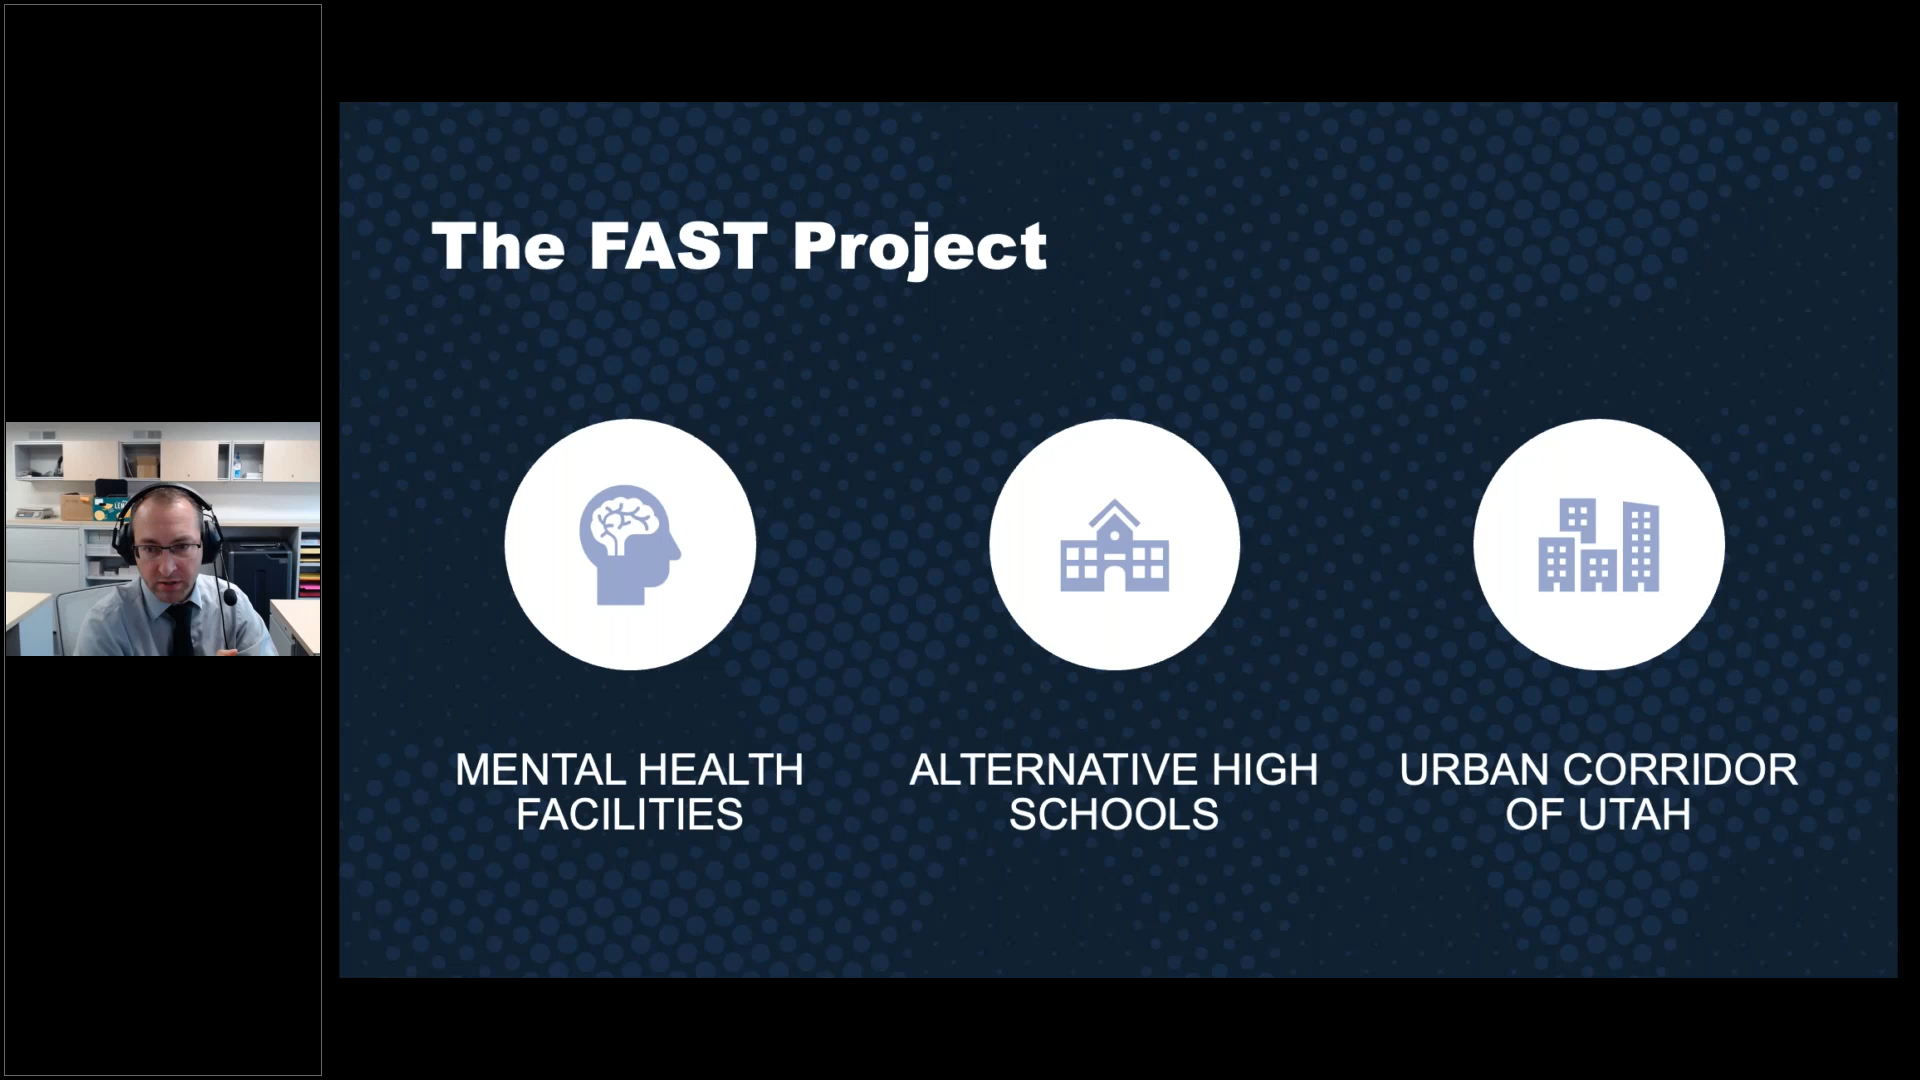 The FAST Project
MENTAL HEALTH
FACILITIES
ALTERNATIVE HIGH
SCHOOLS
URBAN CORRIDOR
OF UTAH